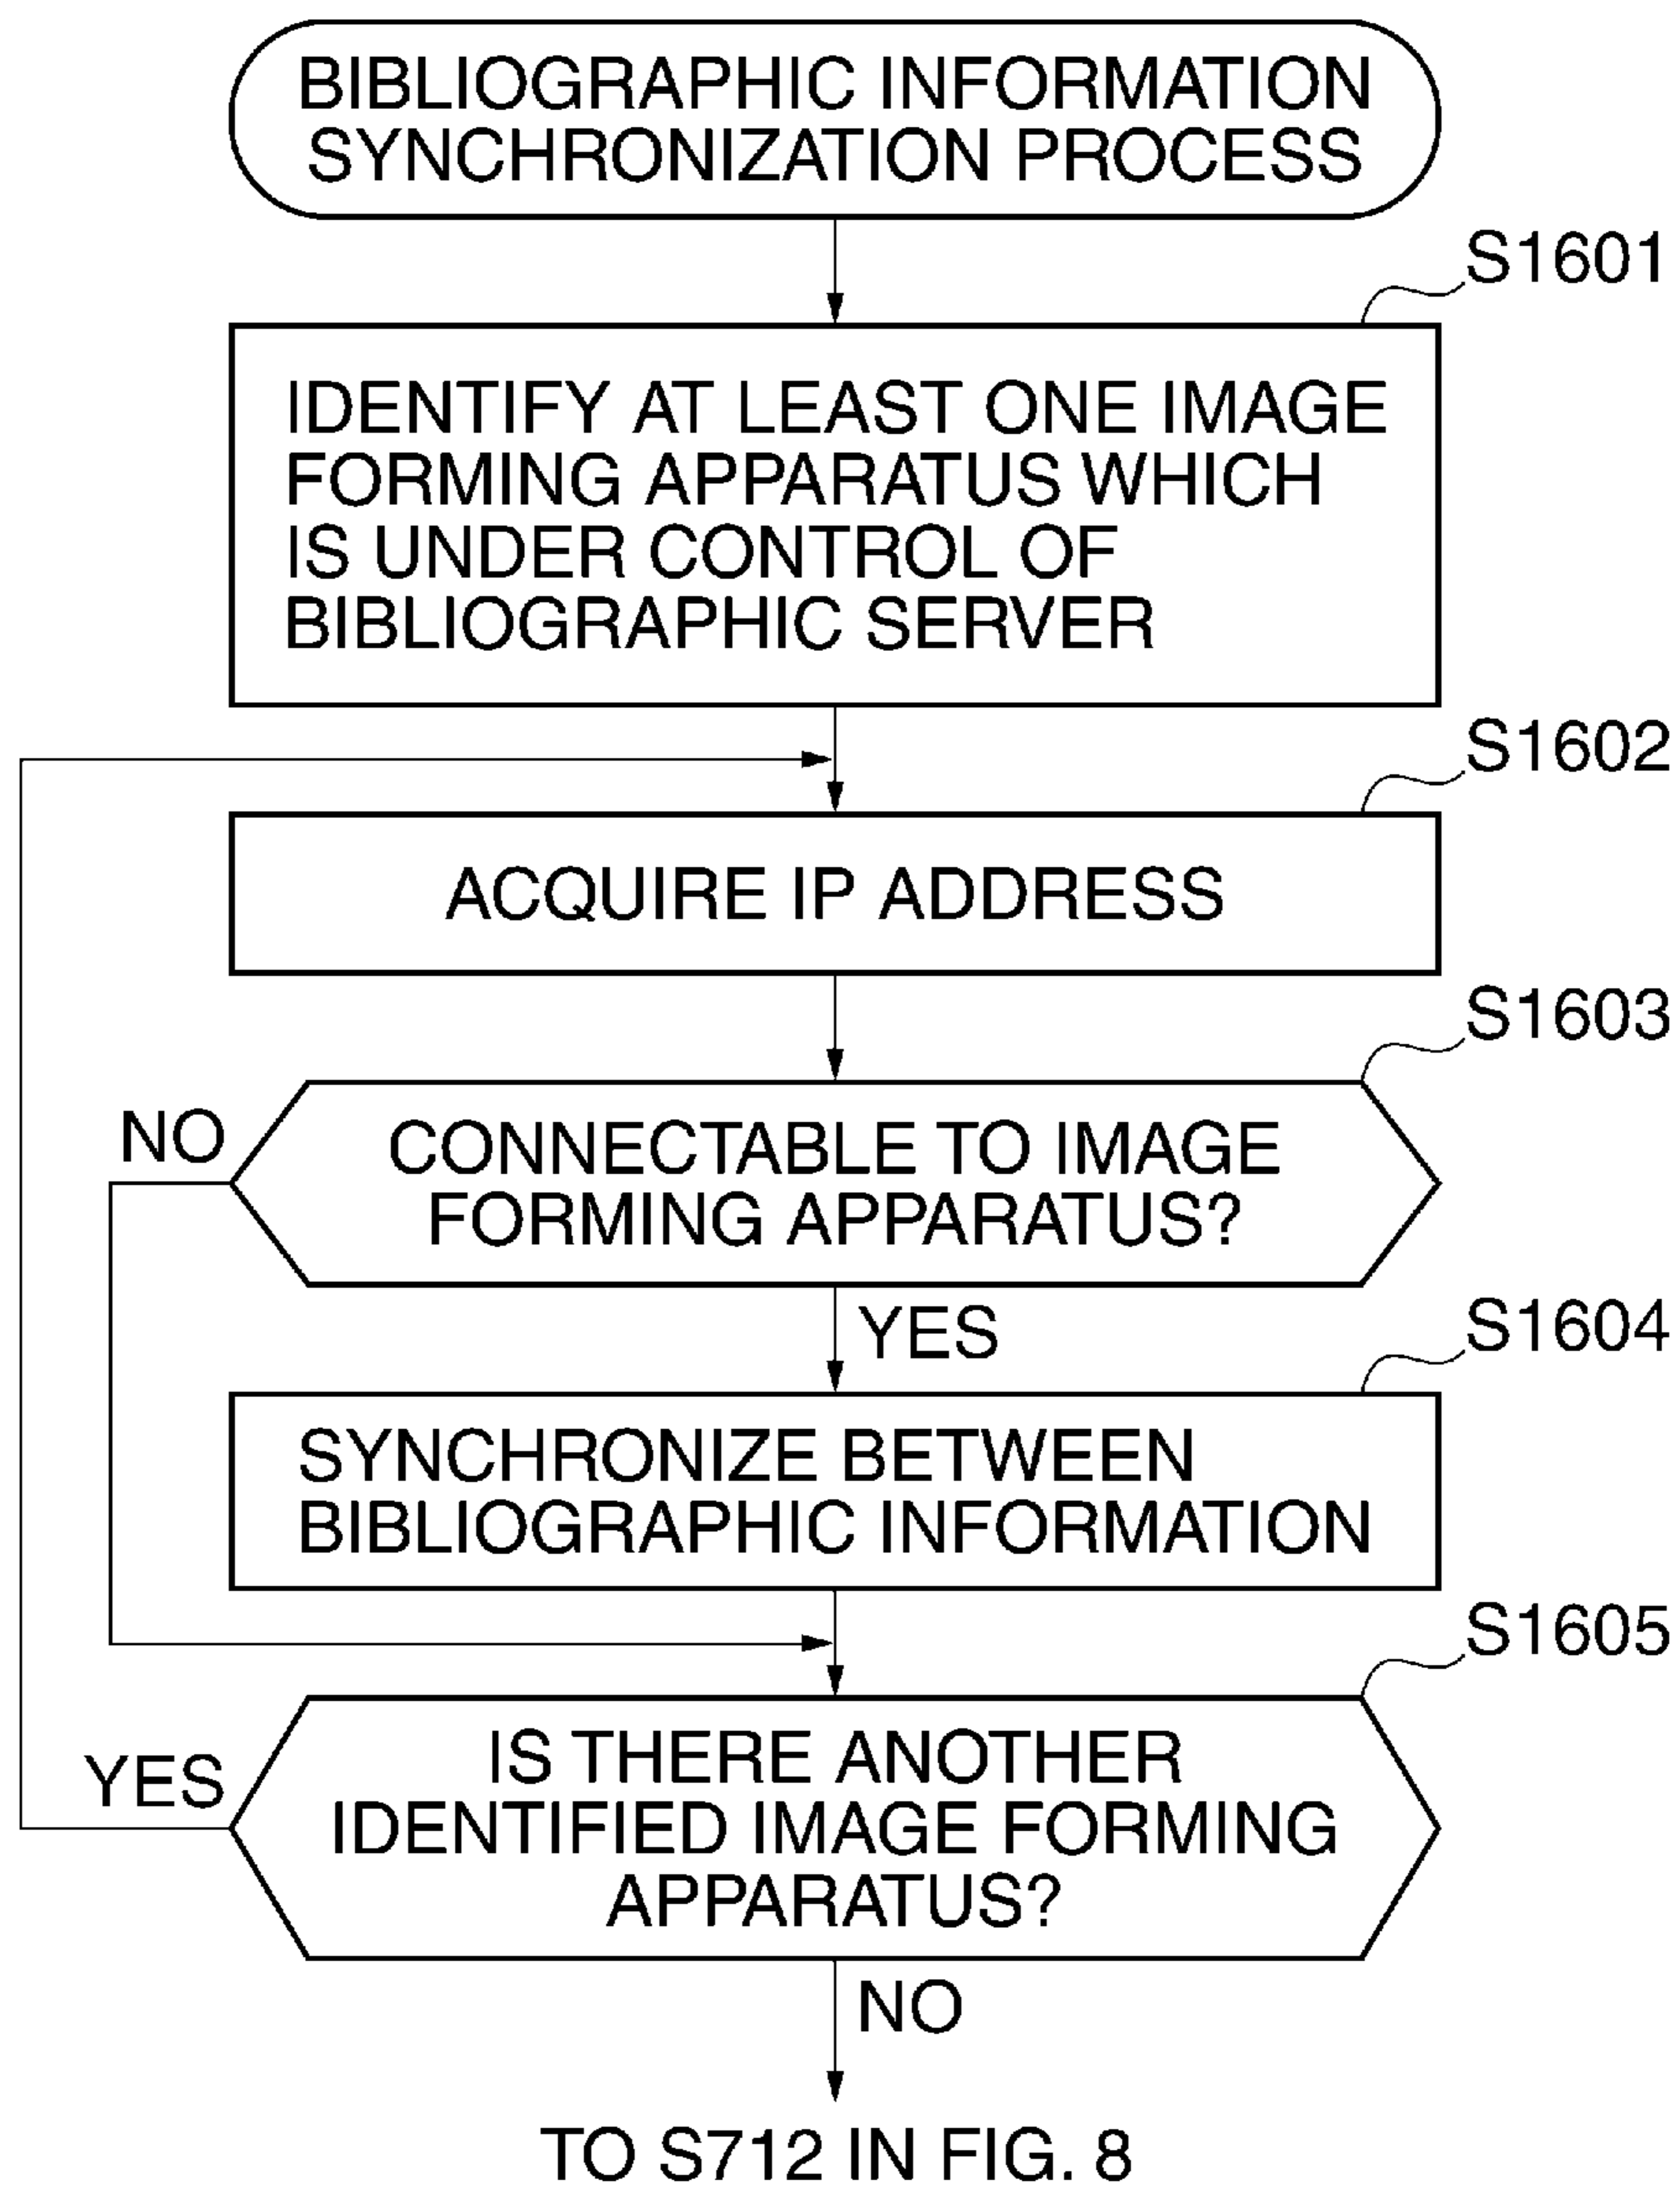 BIBLIOGRAPHIC INFORMATION
SYNCHRONIZATION PROCESS
S1601
IDENTIFY AT LEAST ONE IMAGE
FORMING APPARATUS WHICH
IS UNDER CONTROL OF
BIBLIOGRAPHIC SERVER
S1602
ACQUIRE IP ADDRESS
S1603
NO
CONNECTABLE TO IMAGE
FORMING APPARATUS?
YES
S1604
SYNCHRONIZE BETWEEN
BIBLIOGRAPHIC INFORMATION
S1605
YES
IS THERE ANOTHER
IDENTIFIED IMAGE FORMING
APPARATUS?
NO
TO S712 IN FIG. 8